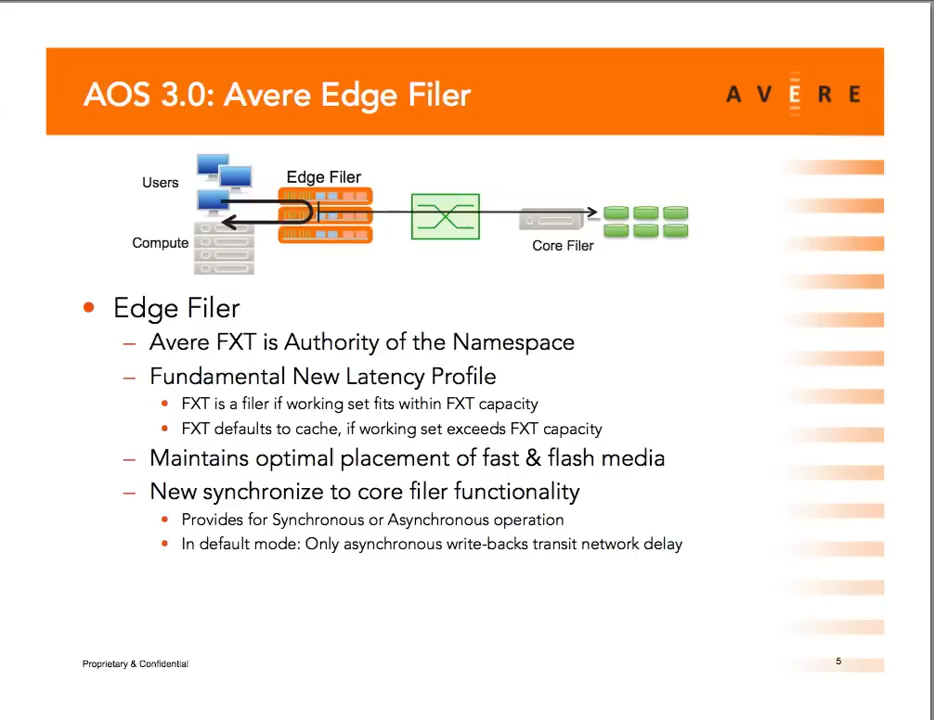 AOS 3.0: Avere Edge Filer
AVERE
Users
Edge Filer
Compute
Core Filer
• Edge Filer
– Avere FXT is Authority of the Namespace
– Fundamental New Latency Profile
• FXT is a filer if working set fits within FXT capacity
• FXT defaults to cache, if working set exceeds FXT capacity
– Maintains optimal placement of fast & flash media
– New synchronize to core filer functionality
• Provides for Synchronous or Asynchronous operation
• In default mode: Only asynchronous write-backs transit network delay
Proprietary & Confidential
5